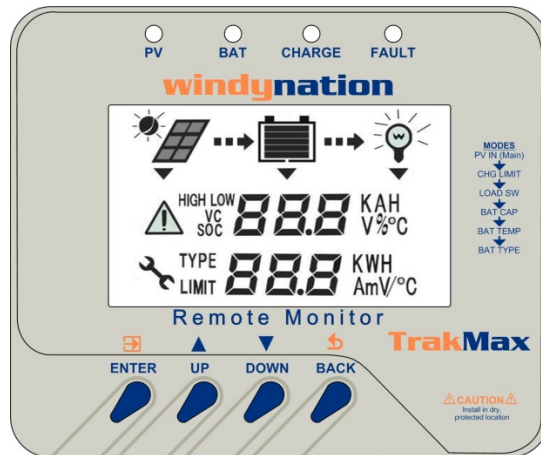 PV BAT CHARGE FAULT
windynation
HIGH LOW
VC
SOC
88.8
KAH
V%°C
TYPE
LIMIT
88.8
KWH
AmV/°C
MODES
PV IN (Main)
CHG LIMIT
LOAD SW
BAT CAP
BAT TEMP
BAT TYPE
Remote Monitor
TrakMax
ENTER UP DOWN BACK
CAUTION
Install in dry,
protected location